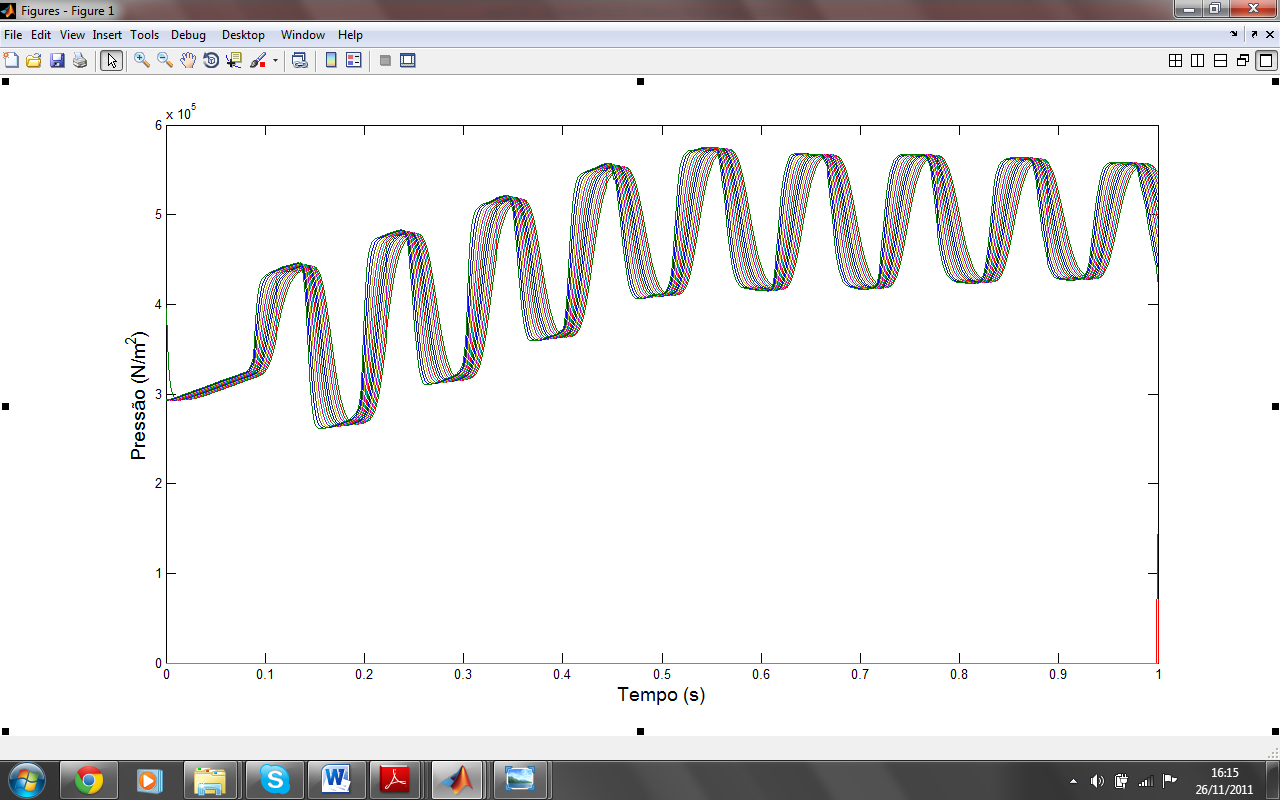 Figures - Figure 1
File Edit View Insert Tools Debug Desktop Window Help
x 10^5
6
5
4
3
2
1
0
Pressão (N/m^2)
0 0.1 0.2 0.3 0.4 0.5 0.6 0.7 0.8 0.9 1
Tempo (s)
16:15
26/11/2011